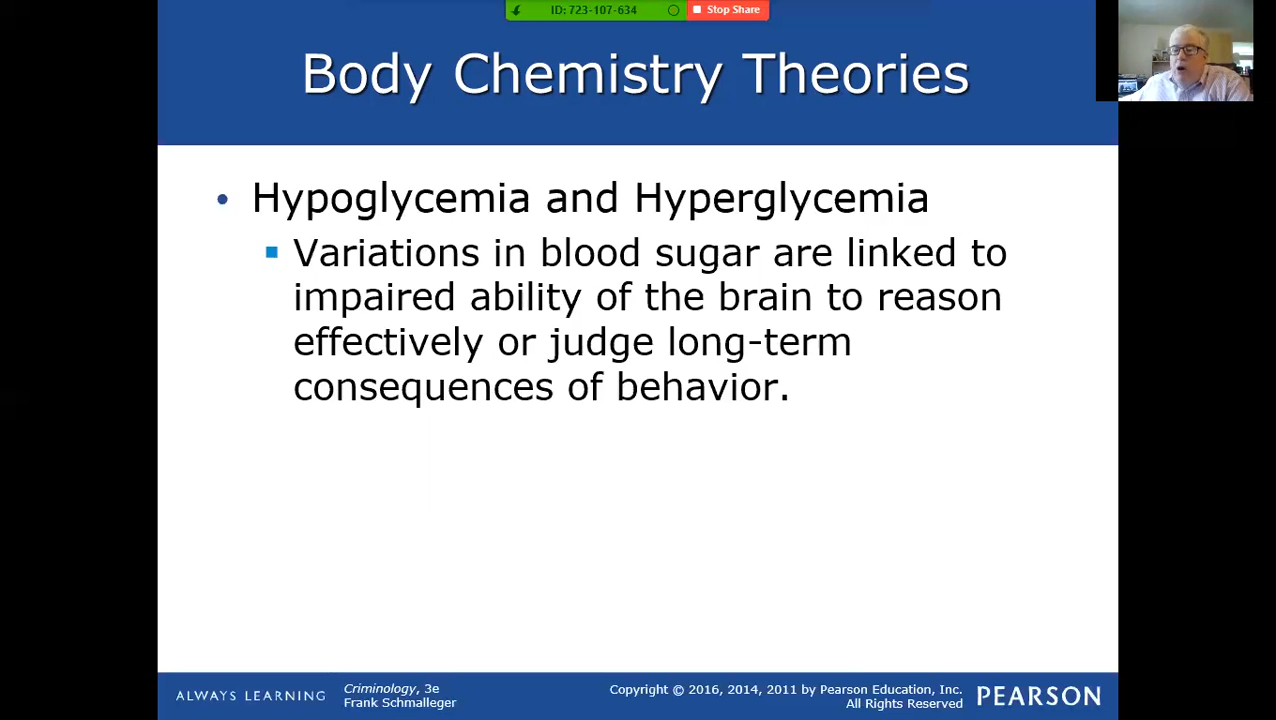 ID: 723-107-634
Stop Share
Body Chemistry Theories
• Hypoglycemia and Hyperglycemia
▪ Variations in blood sugar are linked to
impaired ability of the brain to reason
effectively or judge long-term
consequences of behavior.
ALWAYS LEARNING
Criminology, 3e
Frank Schmalleger
Copyright © 2016, 2014, 2011 by Pearson Education, Inc.
All Rights Reserved
PEARSON